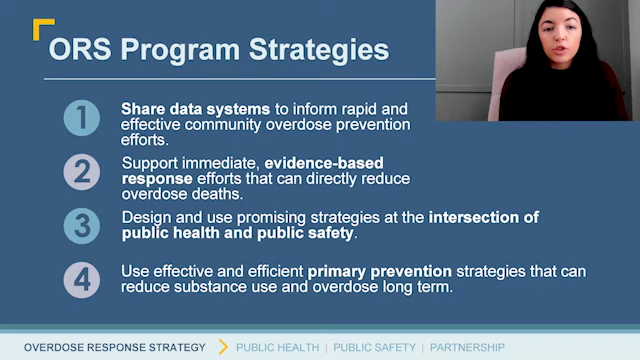 ORS Program Strategies
1 Share data systems to inform rapid and
effective community overdose prevention
efforts.
2 Support immediate, evidence-based
response efforts that can directly reduce
overdose deaths.
3 Design and use promising strategies at the intersection of
public health and public safety.
4 Use effective and efficient primary prevention strategies that can
reduce substance use and overdose long term.
OVERDOSE RESPONSE STRATEGY PUBLIC HEALTH | PUBLIC SAFETY | PARTNERSHIP